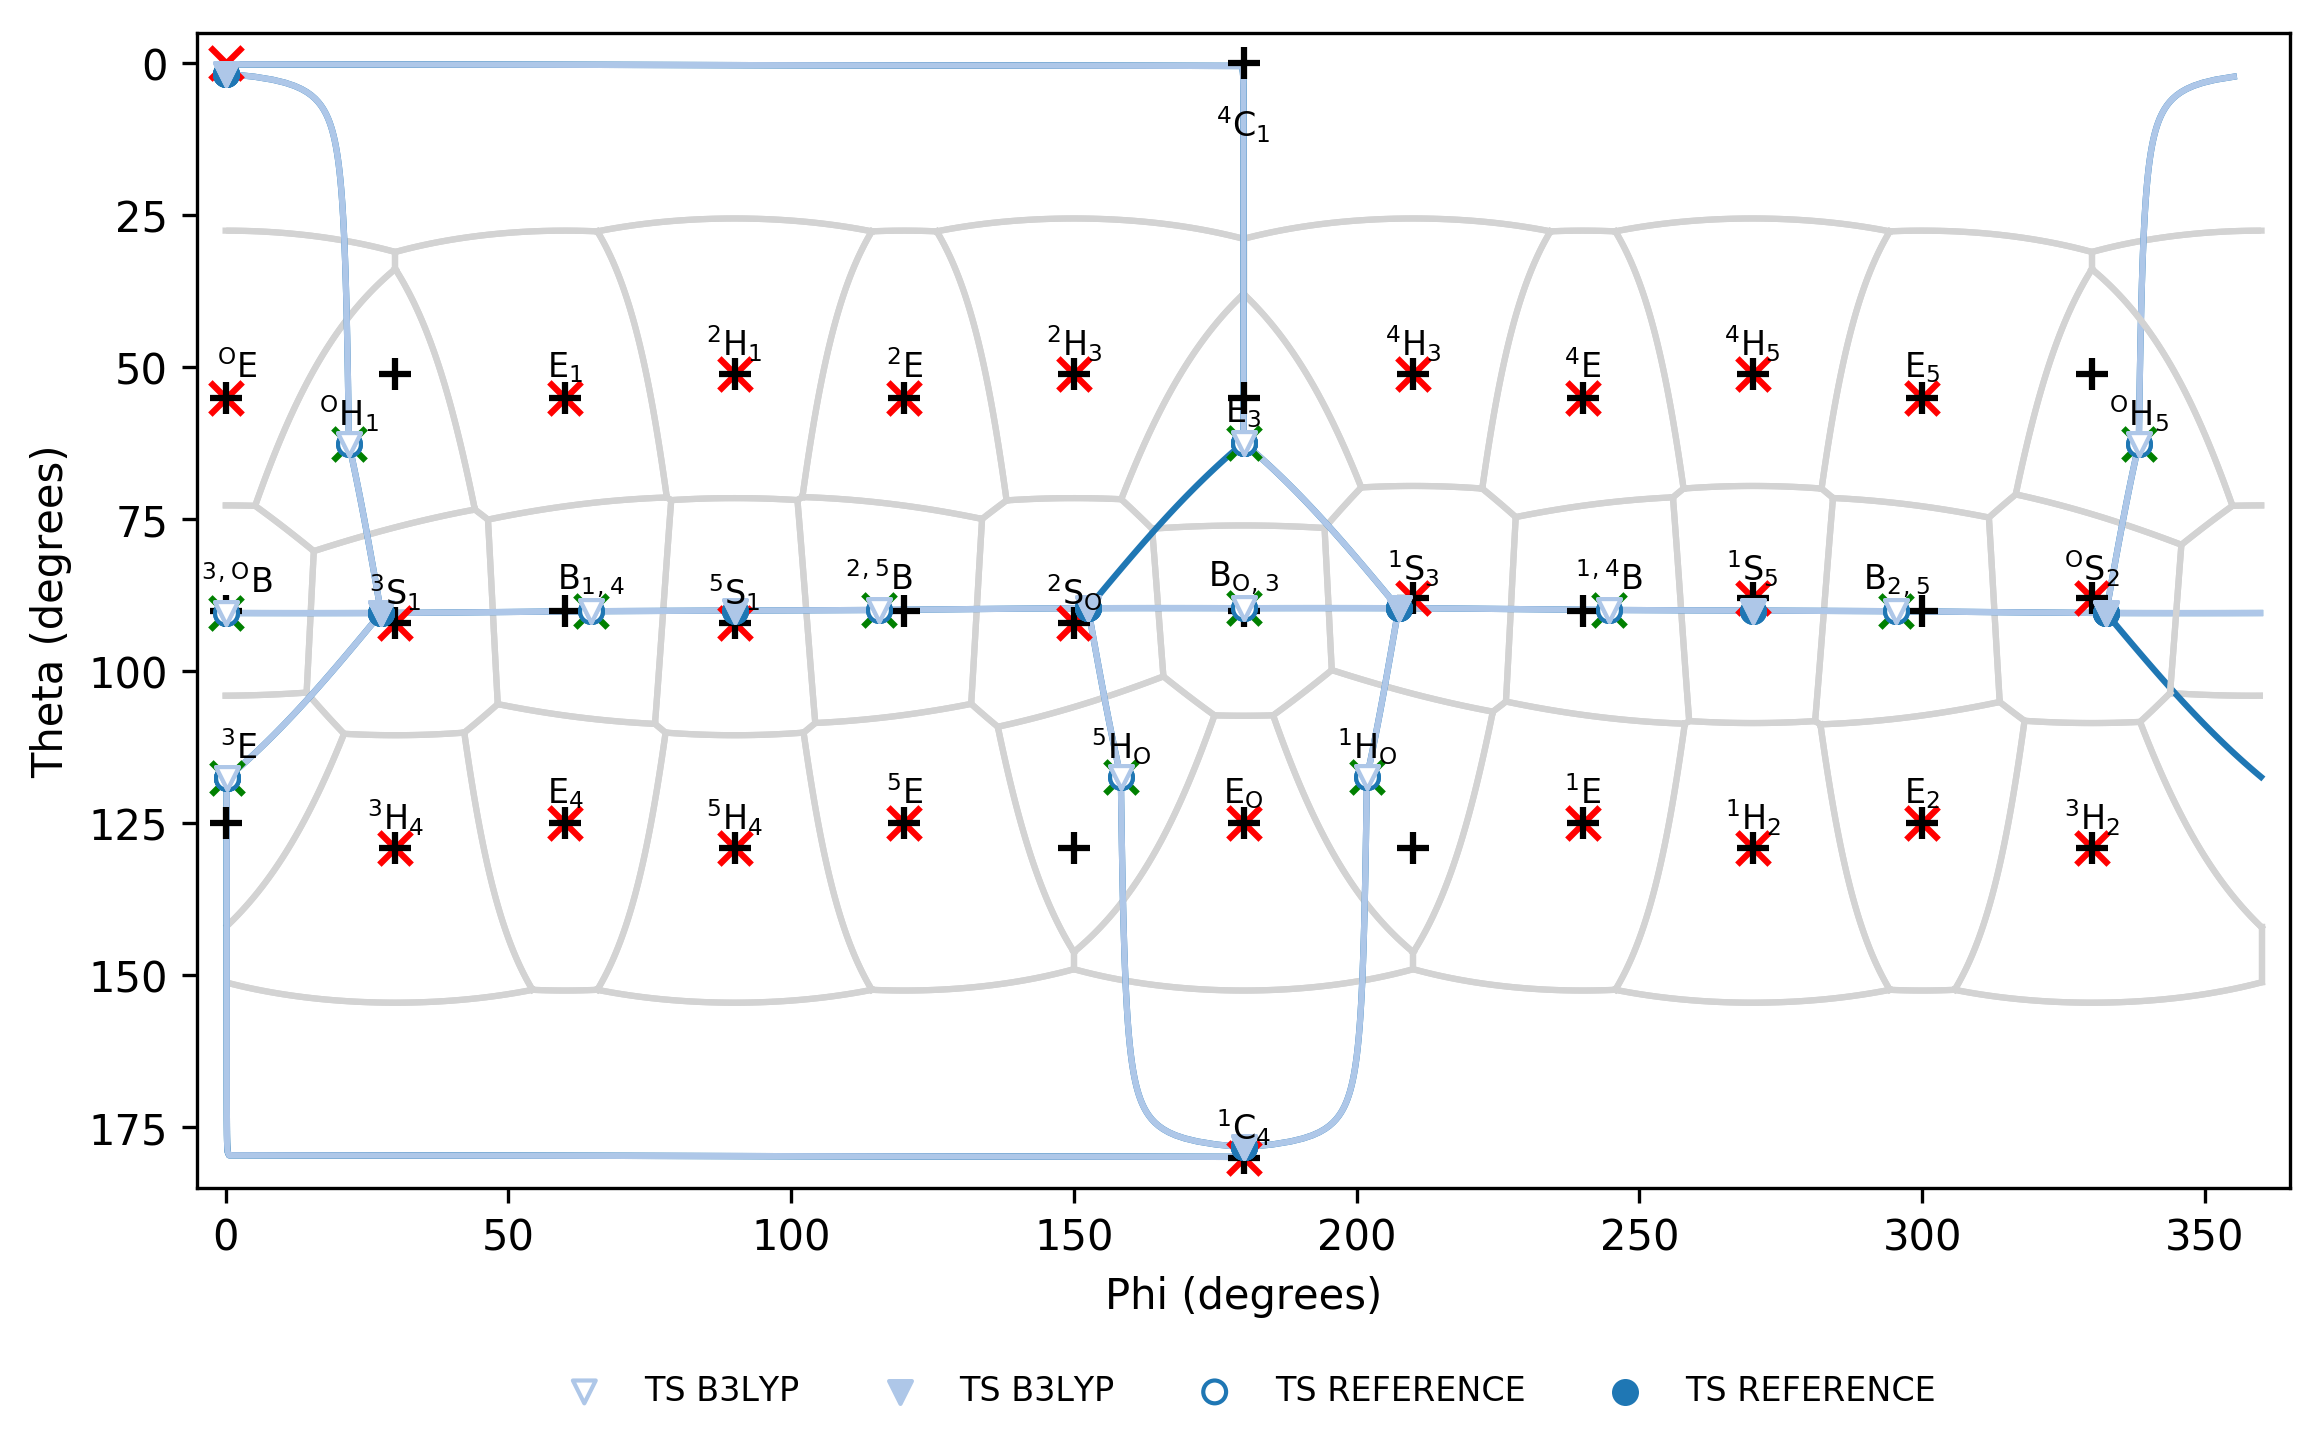 0
⁴C₁
25
²H₁ ²H₃ ⁴H₃ ⁴H₅
50 ᴼE E₁ ²E ⁴E E₅
ᴼH₁ E₃ ᴼH₅
75
³,ᴼB ³S₁ B₁,₄ ⁵S₁ ²,⁵B ²Sₒ Bₒ,₃ ¹S₃ ¹,⁴B ¹S₅ B₂,₅ ᴼS₂
100
³E ⁵Hₒ ¹Hₒ
125 ³H₄ E₄ ⁵H₄ ⁵E Eₒ ¹E ¹H₂ E₂ ³H₂
150
175 ¹C₄
Theta (degrees)
0 50 100 150 200 250 300 350
Phi (degrees)
TS B3LYP TS B3LYP TS REFERENCE TS REFERENCE